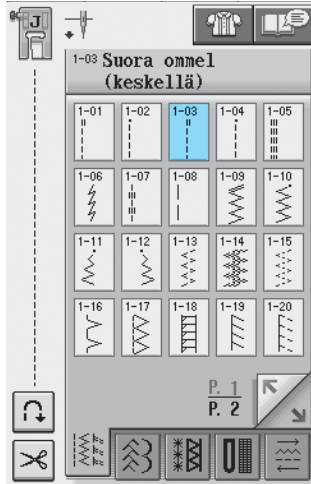 J
1-03 Suora ommel
(keskellä)
1-01 1-02 1-03 1-04 1-05
1-06 1-07 1-08 1-09 1-10
1-11 1-12 1-13 1-14 1-15
1-16 1-17 1-18 1-19 1-20
P. 1
P. 2